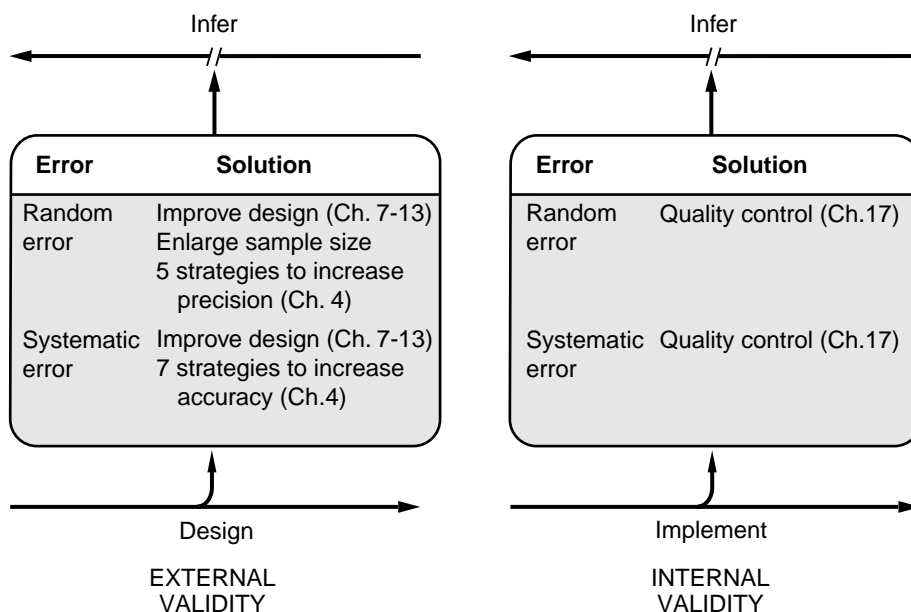 Infer
Error Solution
Random error
Improve design (Ch. 7-13)
Enlarge sample size
5 strategies to increase
precision (Ch. 4)
Systematic error
Improve design (Ch. 7-13)
7 strategies to increase
accuracy (Ch.4)
Design
EXTERNAL
VALIDITY
Infer
Error Solution
Random error
Quality control (Ch.17)
Systematic error
Quality control (Ch.17)
Implement
INTERNAL
VALIDITY